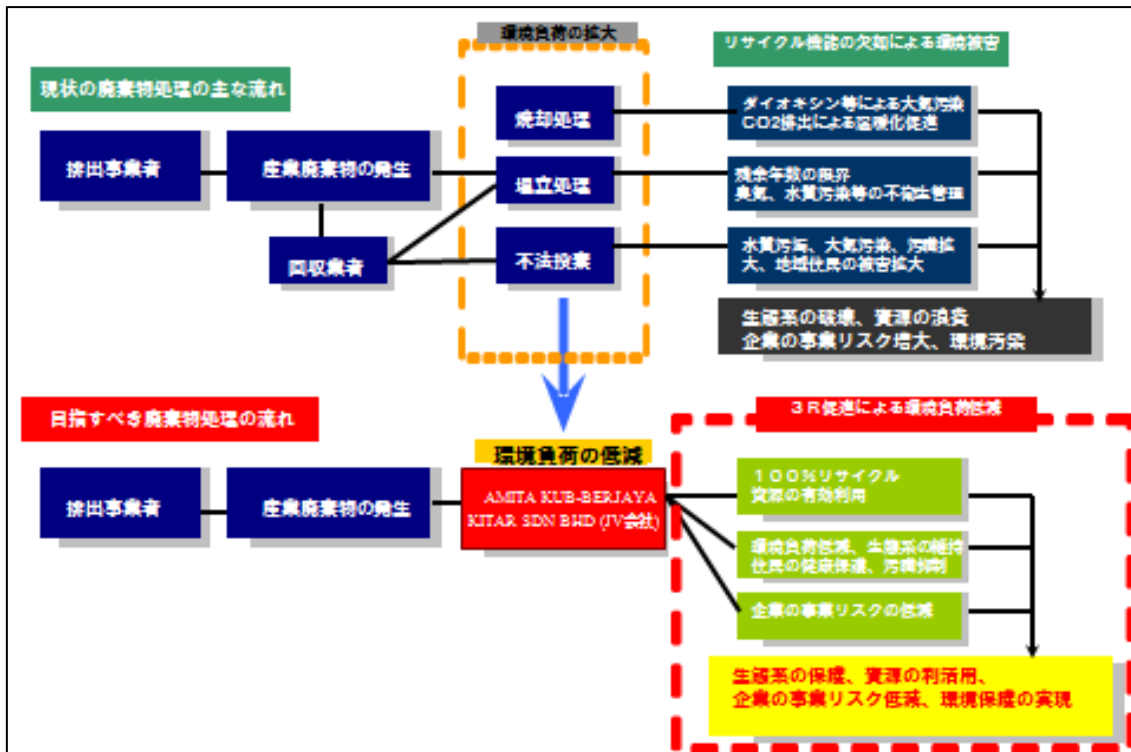 環境負荷の拡大
リサイクル機能の欠如による環境被害
現状の廃棄物処理の主な流れ
焼却処理
ダイオキシン等による大気汚染
CO2排出による温暖化促進
排出事業者
産業廃棄物の発生
埋立処理
残余年数の限界
臭気、水質汚染等の不衛生管理
回収業者
不法投棄
水質汚濁、大気汚染、汚職拡
大、地域住民の被害拡大
生態系の破壊、資源の浪費
企業の事業リスク増大、環境汚染
目指すべき廃棄物処理の流れ
3R促進による環境負荷低減
環境負荷の低減
排出事業者
産業廃棄物の発生
AMITA KUB-BERJAYA
KITAR SDN BHD (JV会社)
100%リサイクル
資源の有効利用
環境負荷低減、生態系の維持
住民の健康保護、汚職抑制
企業の事業リスクの低減
生態系の保護、資源の利活用、
企業の事業リスク低減、環境保護の実現